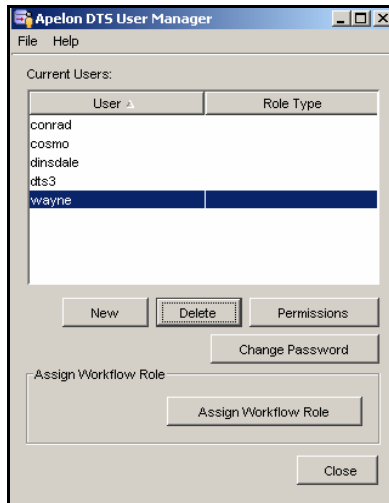 Apelon DTS User Manager
File Help
Current Users:
User Role Type
conrad
cosmo
dinsdale
dts3
wayne
New Delete Permissions
Change Password
Assign Workflow Role
Assign Workflow Role
Close